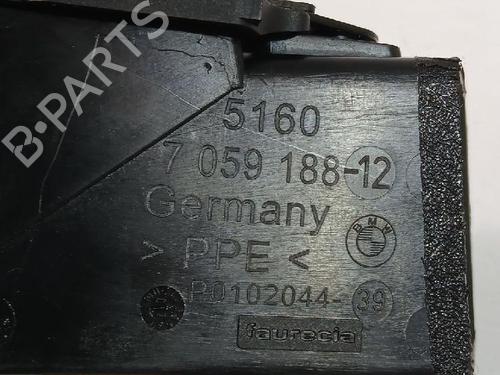 B-PARTS
5160
7 059 188-12
Germany
BMW
> PPE <
P0102044-39
faurecia